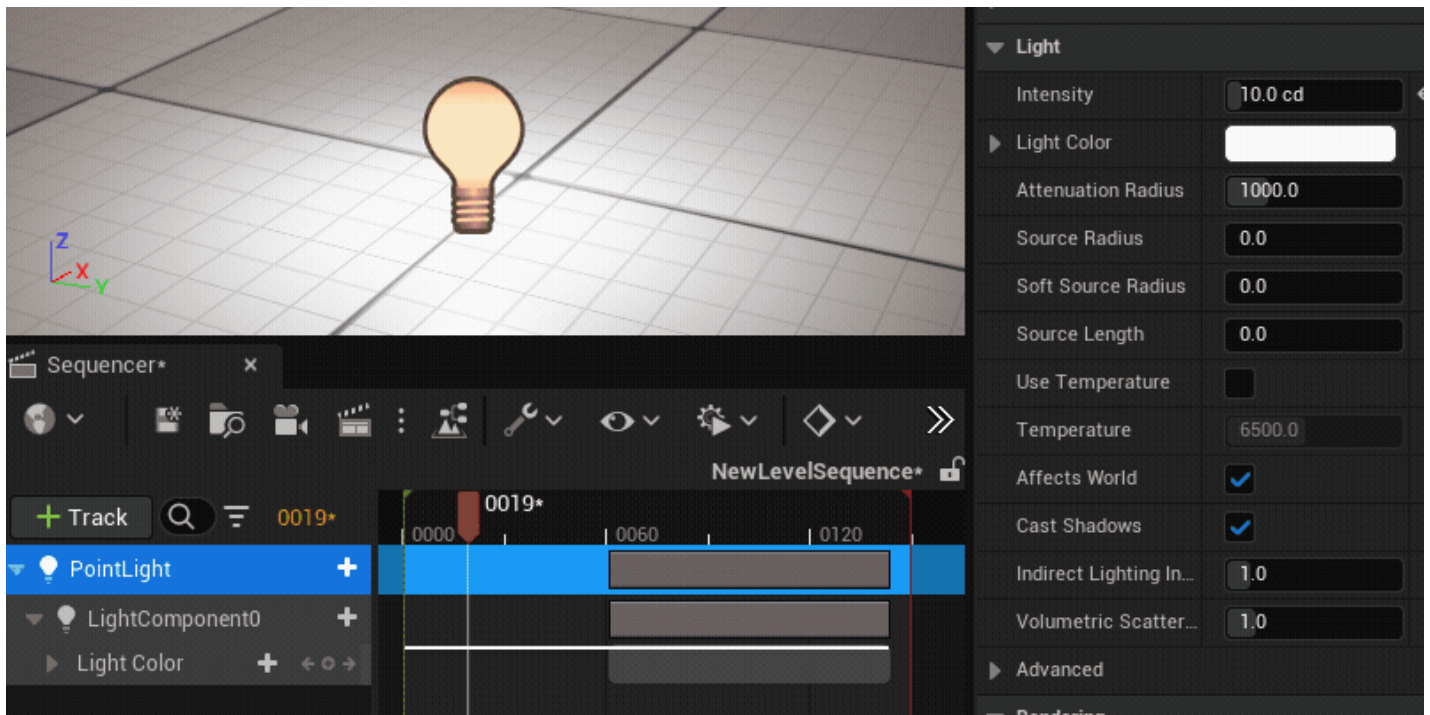 Z
X
Y
Sequencer*
NewLevelSequence*
Track
0019*
0019*
0000
0060
0120
PointLight
LightComponent0
Light Color
Light
Intensity 10.0 cd
Light Color
Attenuation Radius 1000.0
Source Radius 0.0
Soft Source Radius 0.0
Source Length 0.0
Use Temperature
Temperature 6500.0
Affects World
Cast Shadows
Indirect Lighting In... 1.0
Volumetric Scatter... 1.0
Advanced
Rendering